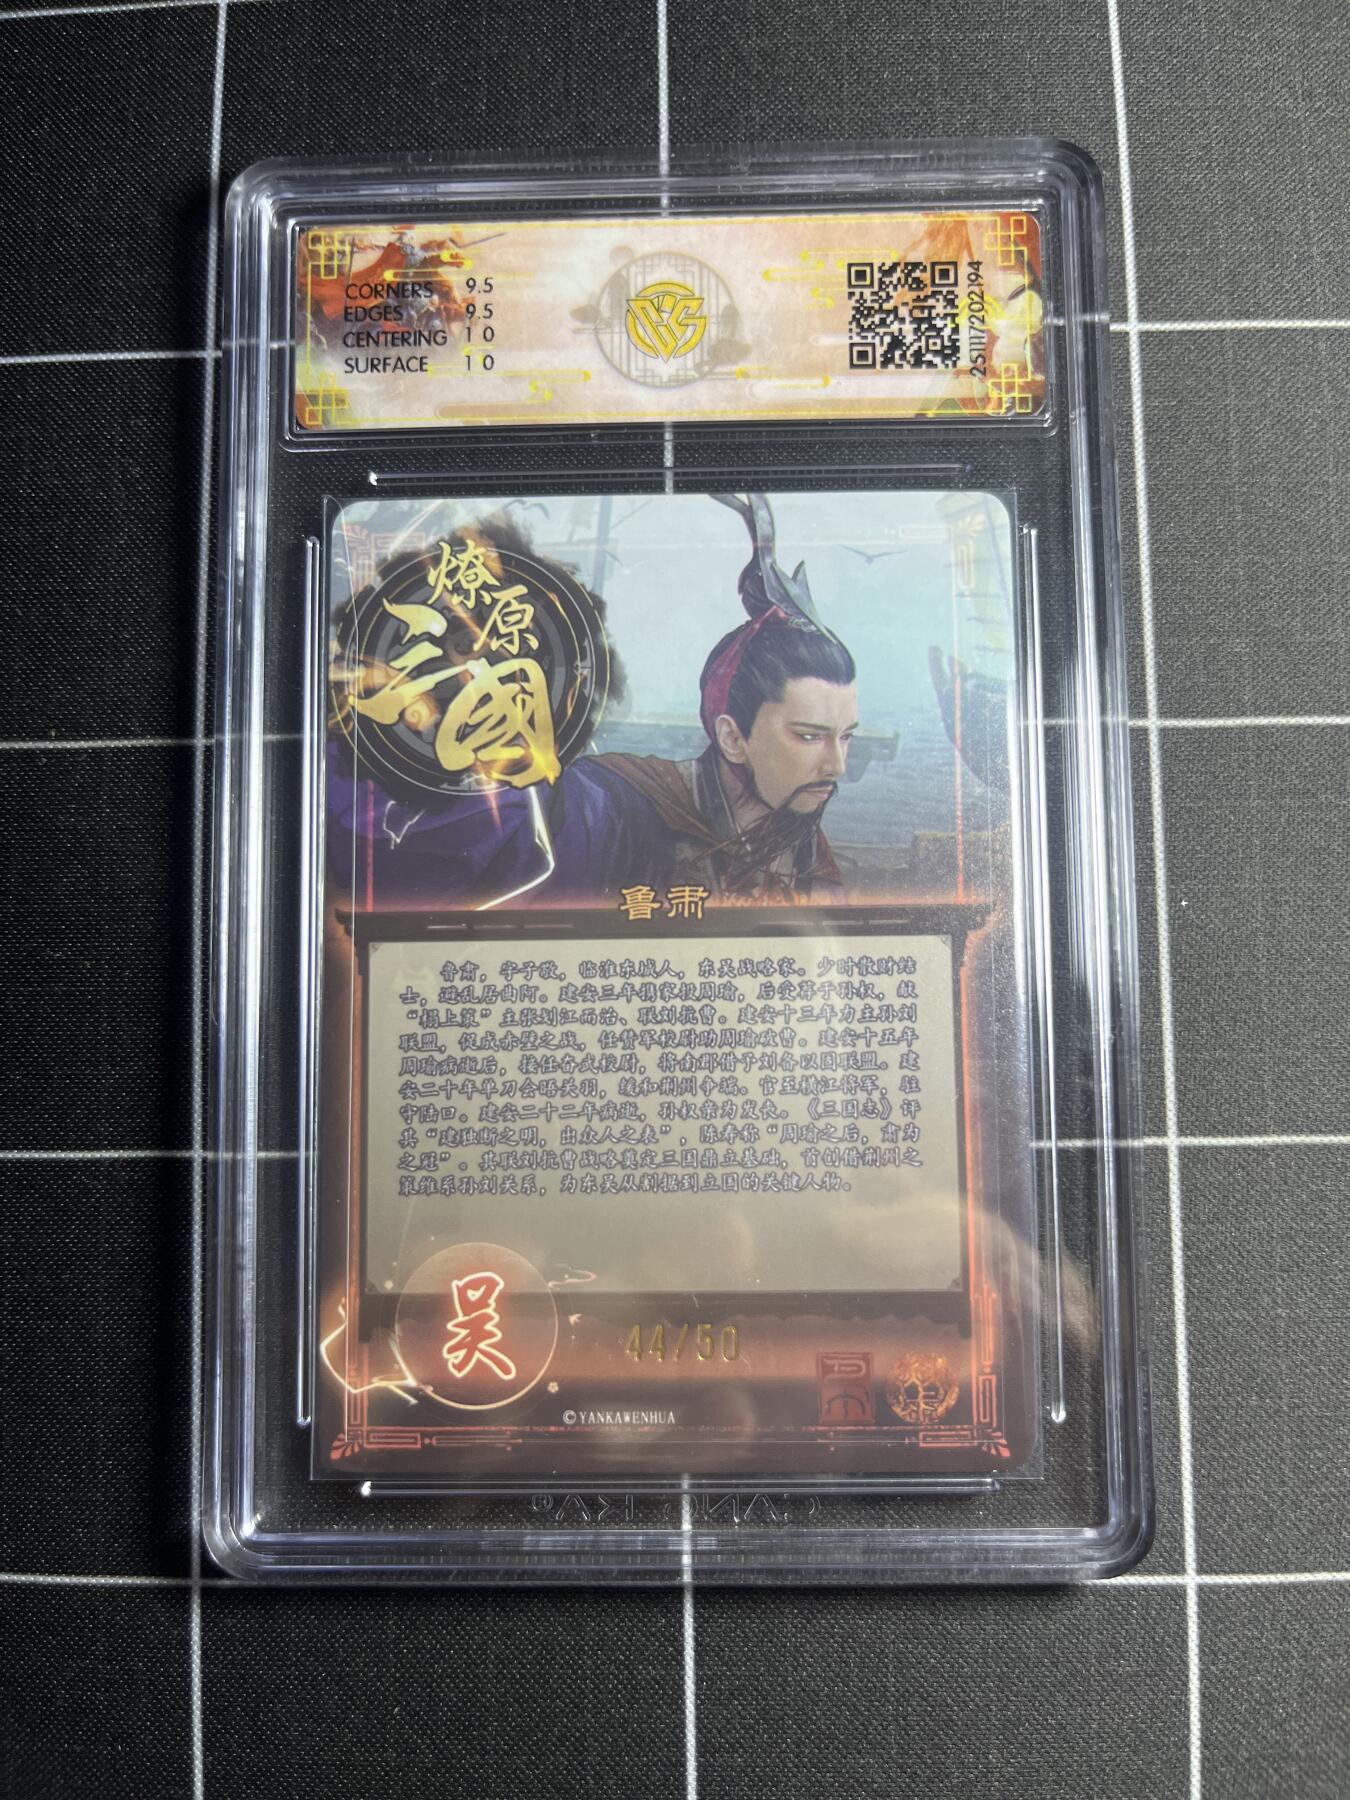 CORNERS 9.5
EDGES 9.5
CENTERING 10
SURFACE 10
251117202194
燎原
三國
鲁肃
鲁肃，字子敬，临淮东城人，东吴战略家。少时散财结
士，避乱居曲阿。建安三年携家投周瑜，后受荐于孙权，献
“榻上策”主张划江而治、联刘抗曹。建安十三年力主孙刘
联盟，促成赤壁之战，任赞军校尉助周瑜破曹。建安十五年
周瑜病逝后，接任奋武校尉，将南郡借予刘备以固联盟。建
安二十年单刀会晤关羽，缓和荆州争端。官至横江将军，驻
守陆口。建安二十二年病逝，孙权亲为发丧。《三国志》评
其“建独断之明，出众人之表”，陈寿称“周瑜之后，肃为
之冠”。其联刘抗曹战略奠定三国鼎立基础，首创借荆州之
策维系孙刘关系，为东吴从割据到立国的关键人物。
吴
44/50
©YANKAWENHUA